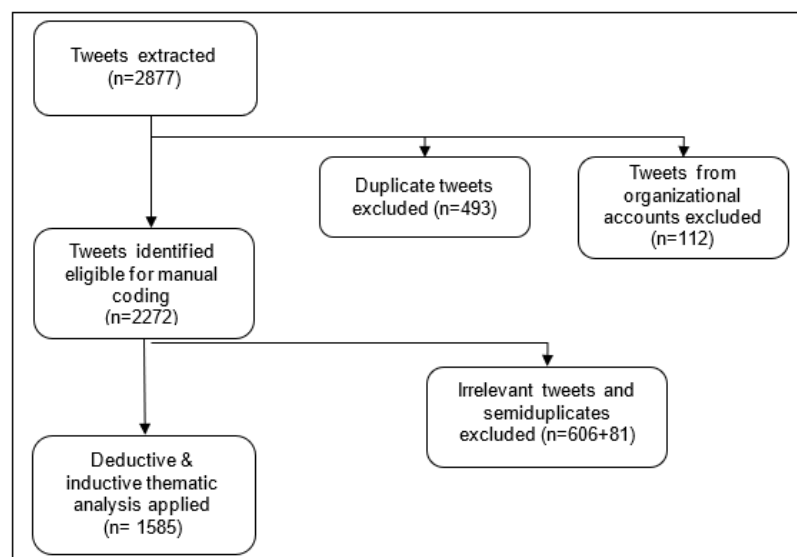 Tweets extracted
(n=2877)
Duplicate tweets
excluded (n=493)
Tweets from
organizational
accounts excluded
(n=112)
Tweets identified
eligible for manual
coding
(n=2272)
Irrelevant tweets and
semiduplicates
excluded (n=606+81)
Deductive &
inductive thematic
analysis applied
(n= 1585)